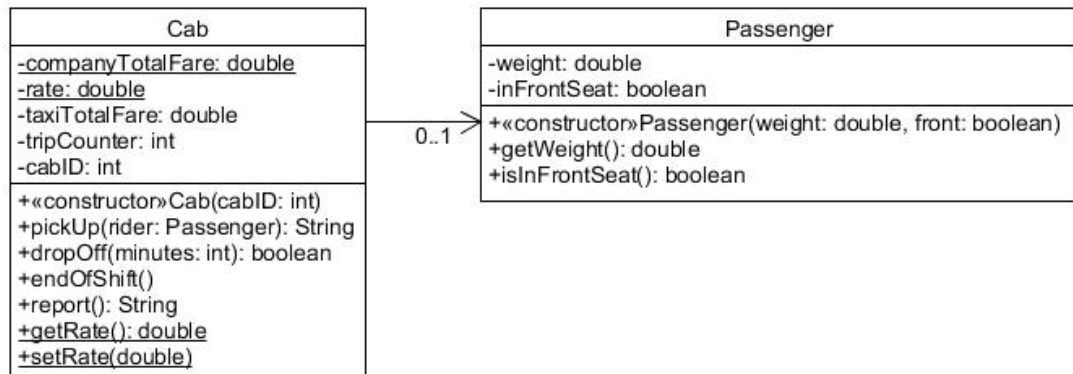 Cab
-companyTotalFare: double
-rate: double
-taxiTotalFare: double
-tripCounter: int
-cabID: int
+«constructor»Cab(cabID: int)
+pickUp(rider: Passenger): String
+dropOff(minutes: int): boolean
+endOfShift()
+report(): String
+getRate(): double
+setRate(double)
0..1
Passenger
-weight: double
-inFrontSeat: boolean
+«constructor»Passenger(weight: double, front: boolean)
+getWeight(): double
+isInFrontSeat(): boolean